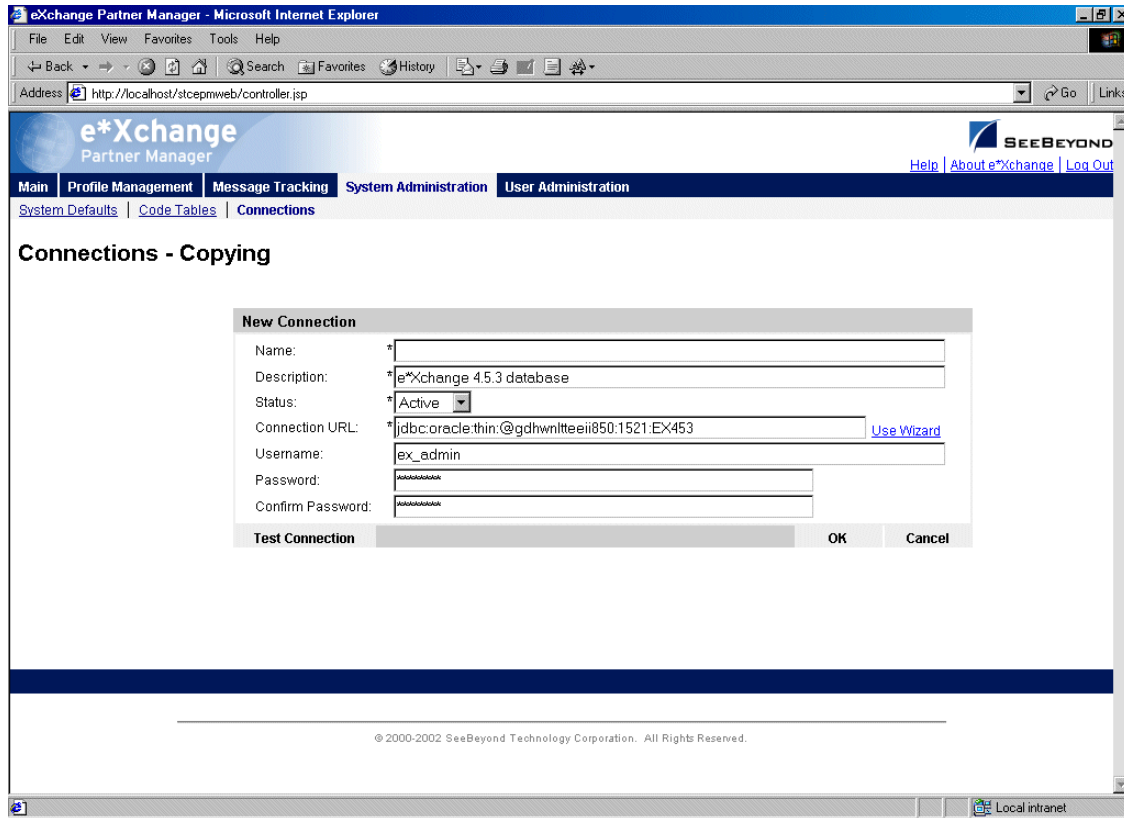 eXchange Partner Manager - Microsoft Internet Explorer
File Edit View Favorites Tools Help
Back Search Favorites History
Address http://localhost/stcepmweb/controller.jsp Go Links
e*Xchange
Partner Manager
SEEBEYOND
Help | About e*Xchange | Log Out
Main Profile Management Message Tracking System Administration User Administration
System Defaults | Code Tables | Connections
Connections - Copying
New Connection
Name: *
Description: * e*Xchange 4.5.3 database
Status: * Active
Connection URL: * jdbc:oracle:thin:@gdhwnltteeii850:1521:EX453 Use Wizard
Username: ex_admin
Password: *********
Confirm Password: *********
Test Connection OK Cancel
© 2000-2002 SeeBeyond Technology Corporation. All Rights Reserved.
Local intranet